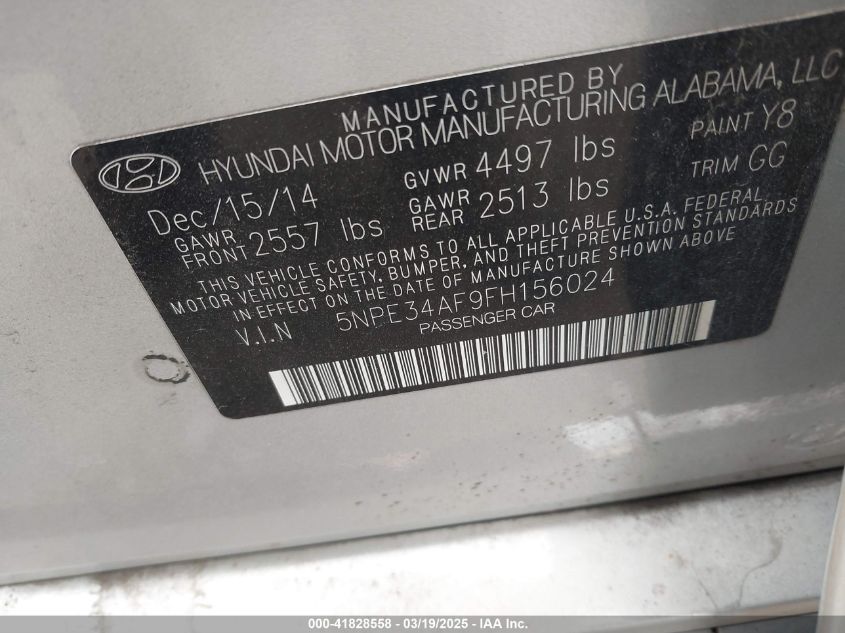 MANUFACTURED BY
HYUNDAI MOTOR MANUFACTURING ALABAMA, LLC
Dec/15/14
GVWR 4497 lbs
PAINT Y8
GAWR FRONT 2557 lbs
GAWR REAR 2513 lbs
TRIM GG
THIS VEHICLE CONFORMS TO ALL APPLICABLE U.S.A. FEDERAL
MOTOR VEHICLE SAFETY, BUMPER, AND THEFT PREVENTION STANDARDS
IN EFFECT ON THE DATE OF MANUFACTURE SHOWN ABOVE
V.I.N 5NPE34AF9FH156024
PASSENGER CAR
000-41828558 - 03/19/2025 - IAA Inc.